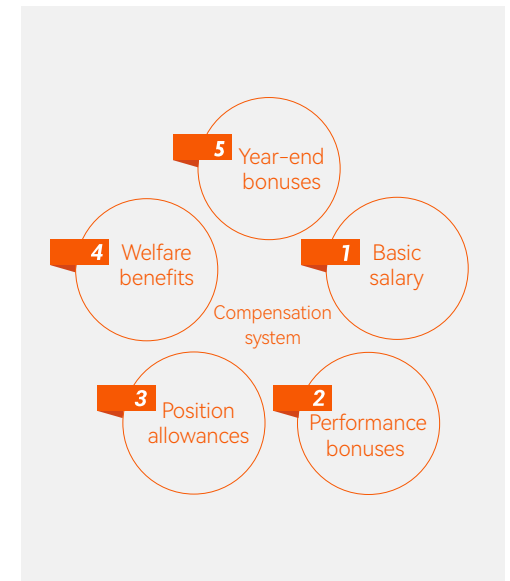 5
Year-end
bonuses
4
Welfare
benefits
1
Basic
salary
Compensation
system
3
Position
allowances
2
Performance
bonuses